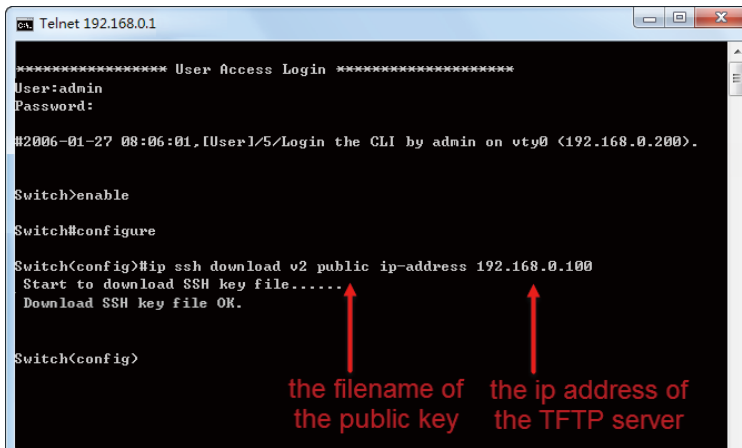 Telnet 192.168.0.1
***************** User Access Login ********************
User:admin
Password:
#2006-01-27 08:06:01,[User]/5/Login the CLI by admin on vty0 (192.168.0.200).
Switch>enable
Switch#configure
Switch(config)#ip ssh download v2 public ip-address 192.168.0.100
Start to download SSH key file......
Download SSH key file OK.
Switch(config)
the filename of the public key
the ip address of the TFTP server